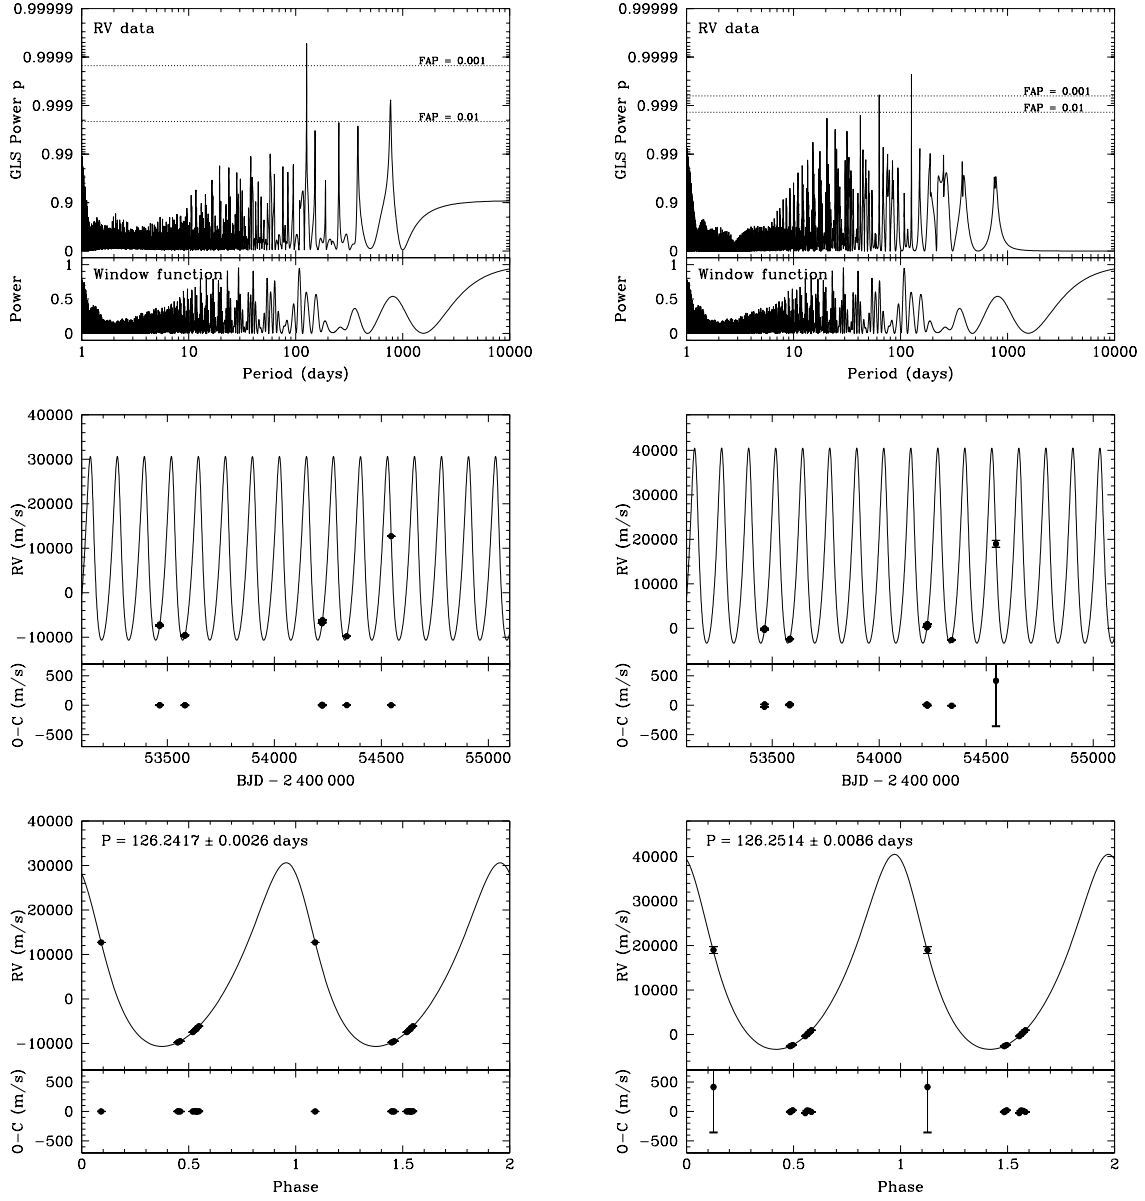 0.99999
RV data
0.9999
FAP = 0.001
0.999
FAP = 0.01
0.99
0.9
0
GLS Power p
1
Window function
0.5
0
Power
1 10 100 1000 10000
Period (days)
0.99999
RV data
0.9999
FAP = 0.001
0.999
FAP = 0.01
0.99
0.9
0
GLS Power p
1
Window function
0.5
0
Power
1 10 100 1000 10000
Period (days)
40000
30000
20000
10000
0
−10000
RV (m/s)
500
0
−500
O−C (m/s)
53500 54000 54500 55000
BJD − 2 400 000
40000
30000
20000
10000
0
RV (m/s)
500
0
−500
O−C (m/s)
53500 54000 54500 55000
BJD − 2 400 000
40000
P = 126.2417 ± 0.0026 days
30000
20000
10000
0
−10000
RV (m/s)
500
0
−500
O−C (m/s)
0 0.5 1 1.5 2
Phase
P = 126.2514 ± 0.0086 days
40000
30000
20000
10000
0
RV (m/s)
500
0
−500
O−C (m/s)
0 0.5 1 1.5 2
Phase